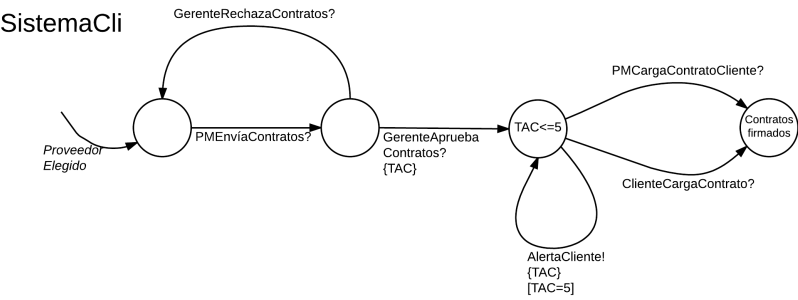 SistemaCli
GerenteRechazaContratos?
Proveedor
Elegido
PMEnvíaContratos?
GerenteAprueba
Contratos?
{TAC}
TAC<=5
PMCargaContratoCliente?
Contratos
firmados
ClienteCargaContrato?
AlertaCliente!
{TAC}
[TAC=5]